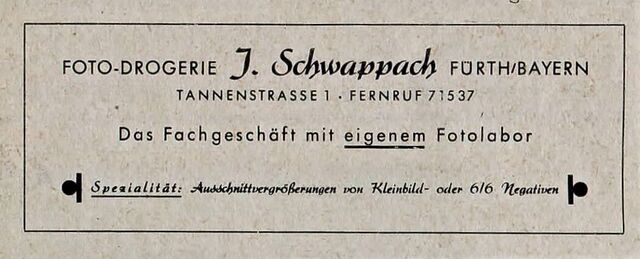 FOTO-DROGERIE J. Schwappach FÜRTH/BAYERN
TANNENSTRASSE 1 · FERNRUF 71537
Das Fachgeschäft mit eigenem Fotolabor
Spezialität: Ausschnittvergrößerungen von Kleinbild- oder 6/6 Negativen